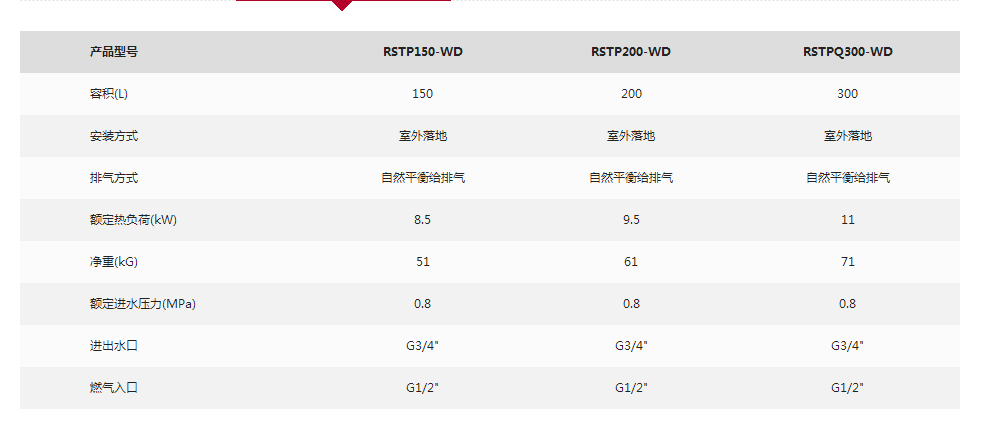 产品型号 RSTP150-WD RSTP200-WD RSTPQ300-WD
容积(L) 150 200 300
安装方式 室外落地 室外落地 室外落地
排气方式 自然平衡给排气 自然平衡给排气 自然平衡给排气
额定热负荷(kW) 8.5 9.5 11
净重(kG) 51 61 71
额定进水压力(MPa) 0.8 0.8 0.8
进出水口 G3/4" G3/4" G3/4"
燃气入口 G1/2" G1/2" G1/2"